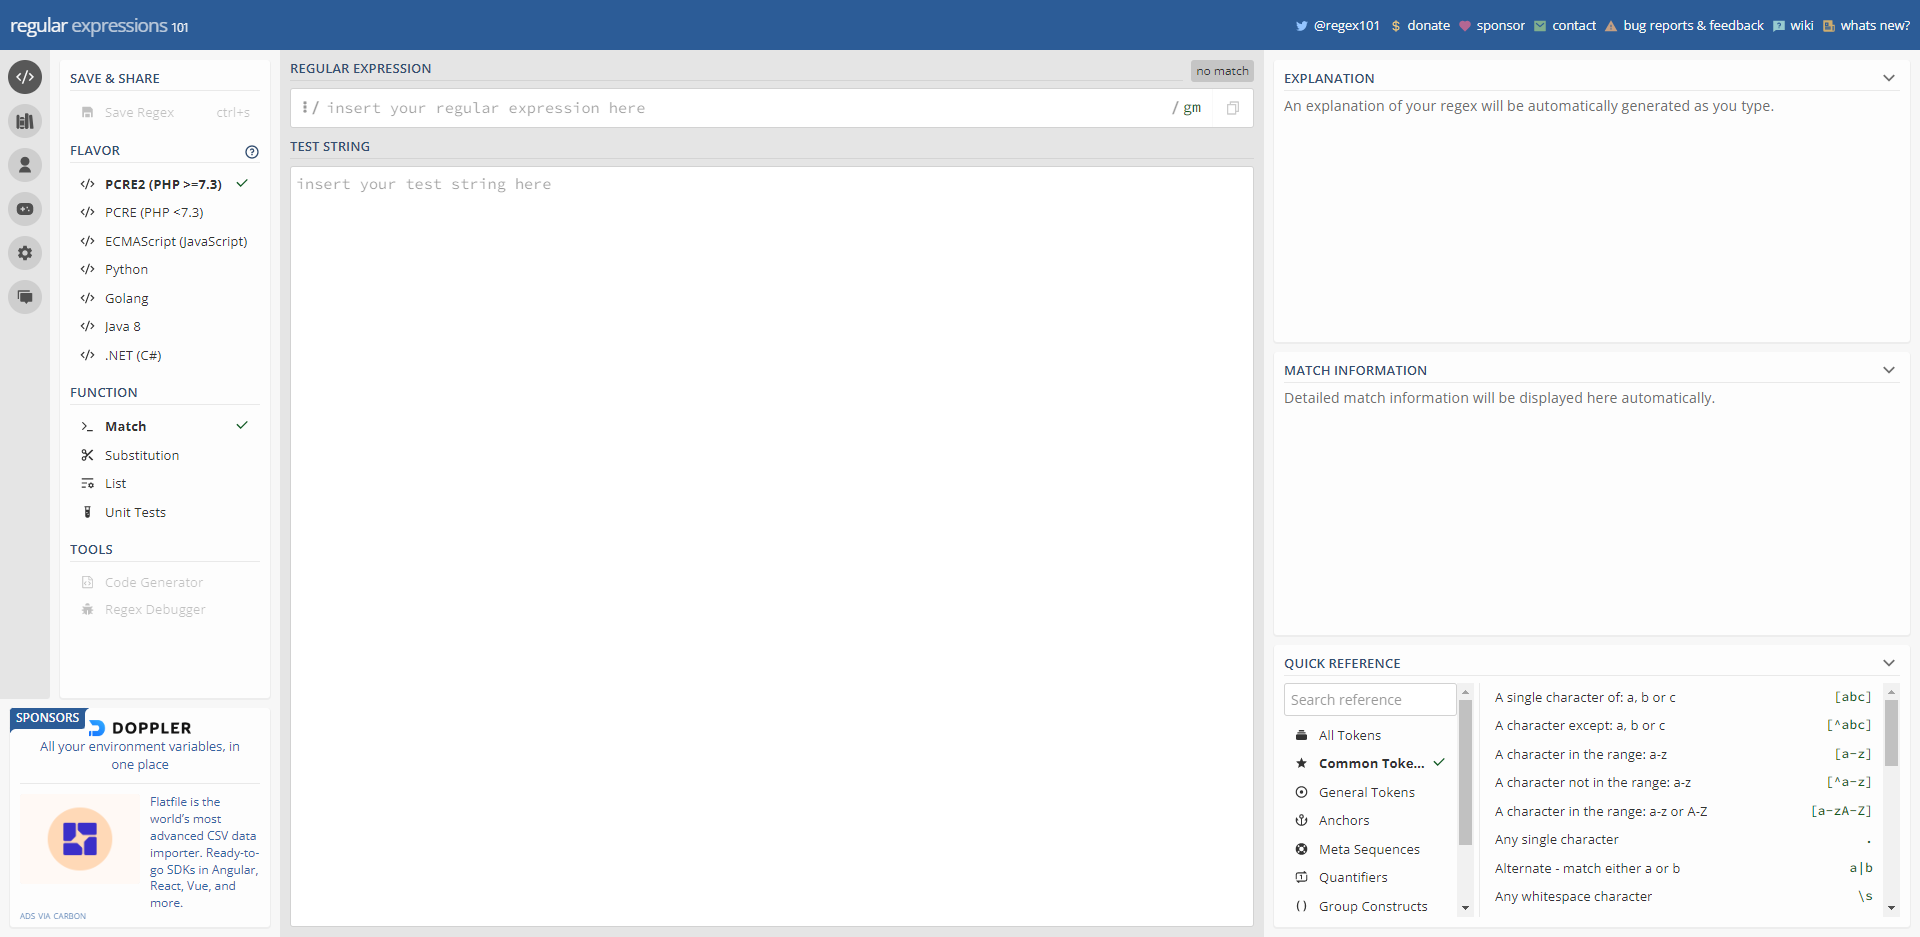 regular expressions 101
@regex101
donate
sponsor
contact
bug reports & feedback
wiki
whats new?
SAVE & SHARE
Save Regex ctrl+s
FLAVOR
PCRE2 (PHP >=7.3)
PCRE (PHP <7.3)
ECMAScript (JavaScript)
Python
Golang
Java 8
.NET (C#)
FUNCTION
Match
Substitution
List
Unit Tests
TOOLS
Code Generator
Regex Debugger
SPONSORS
DOPPLER
All your environment variables, in
one place
Flatfile is the
world's most
advanced CSV data
importer. Ready-to-
go SDKs in Angular,
React, Vue, and
more.
ADS VIA CARBON
REGULAR EXPRESSION
no match
/ insert your regular expression here / gm
TEST STRING
insert your test string here
EXPLANATION
An explanation of your regex will be automatically generated as you type.
MATCH INFORMATION
Detailed match information will be displayed here automatically.
QUICK REFERENCE
Search reference
All Tokens
Common Toke...
General Tokens
Anchors
Meta Sequences
Quantifiers
Group Constructs
A single character of: a, b or c [abc]
A character except: a, b or c [^abc]
A character in the range: a-z [a-z]
A character not in the range: a-z [^a-z]
A character in the range: a-z or A-Z [a-zA-Z]
Any single character .
Alternate - match either a or b a|b
Any whitespace character \s